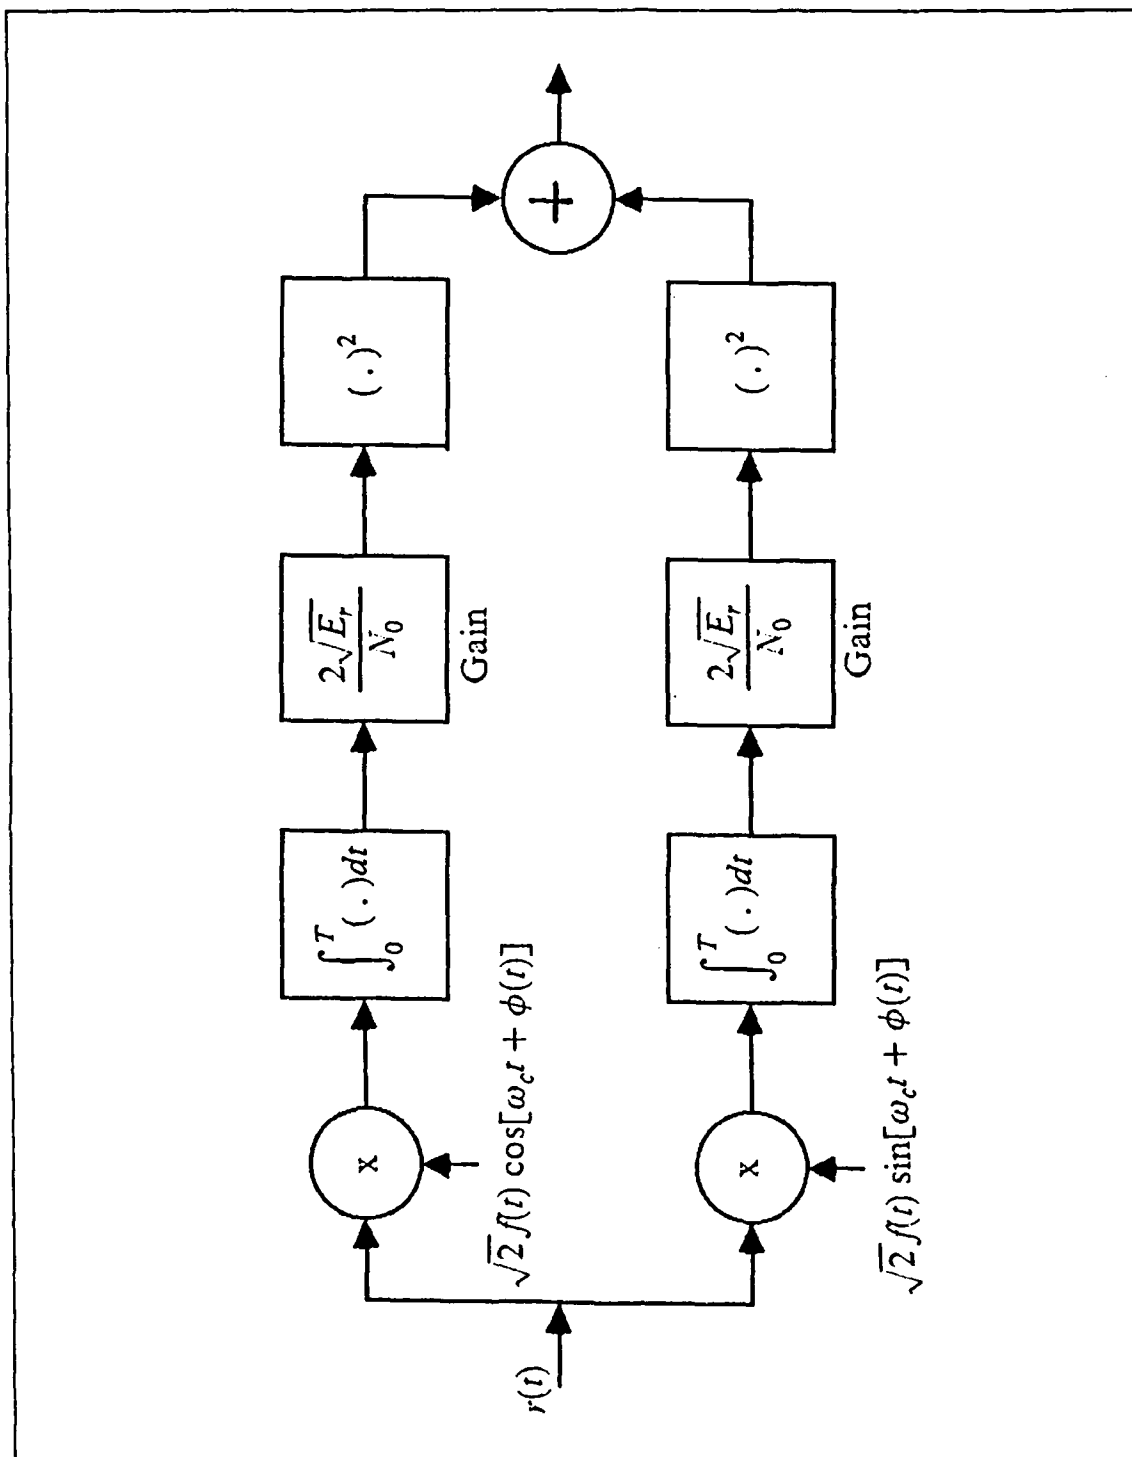 r(t)
x
√2 f(t) cos[ω_c t + ϕ(t)]
∫_0^T (.)dt
2√E_r / N_0
Gain
(.)^2
+
x
√2 f(t) sin[ω_c t + ϕ(t)]
∫_0^T (.)dt
2√E_r / N_0
Gain
(.)^2